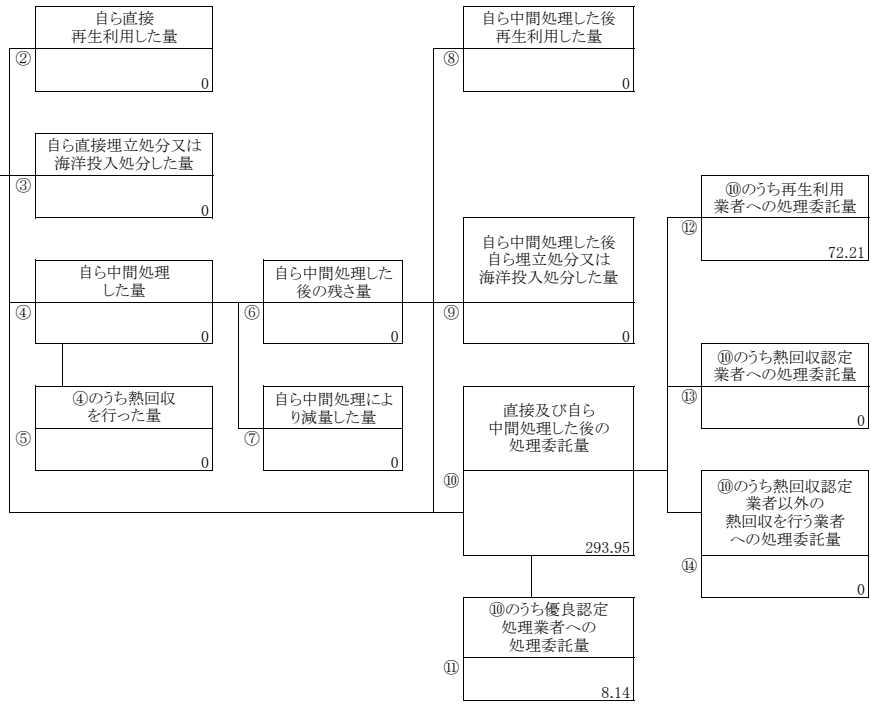 自ら直接
再生利用した量
②
0
自ら直接埋立処分又は
海洋投入処分した量
③
0
自ら中間処理
した量
④
0
④のうち熱回収
を行った量
⑤
0
自ら中間処理した
後の残さ量
⑥
0
自ら中間処理によ
り減量した量
⑦
0
自ら中間処理した後
再生利用した量
⑧
0
自ら中間処理した後
自ら埋立処分又は
海洋投入処分した量
⑨
0
直接及び自ら
中間処理した後の
処理委託量
⑩
293.95
⑩のうち優良認定
処理業者への
処理委託量
⑪
8.14
⑩のうち再生利用
業者への処理委託量
⑫
72.21
⑩のうち熱回収認定
業者への処理委託量
⑬
0
⑩のうち熱回収認定
業者以外の
熱回収を行う業者
への処理委託量
⑭
0